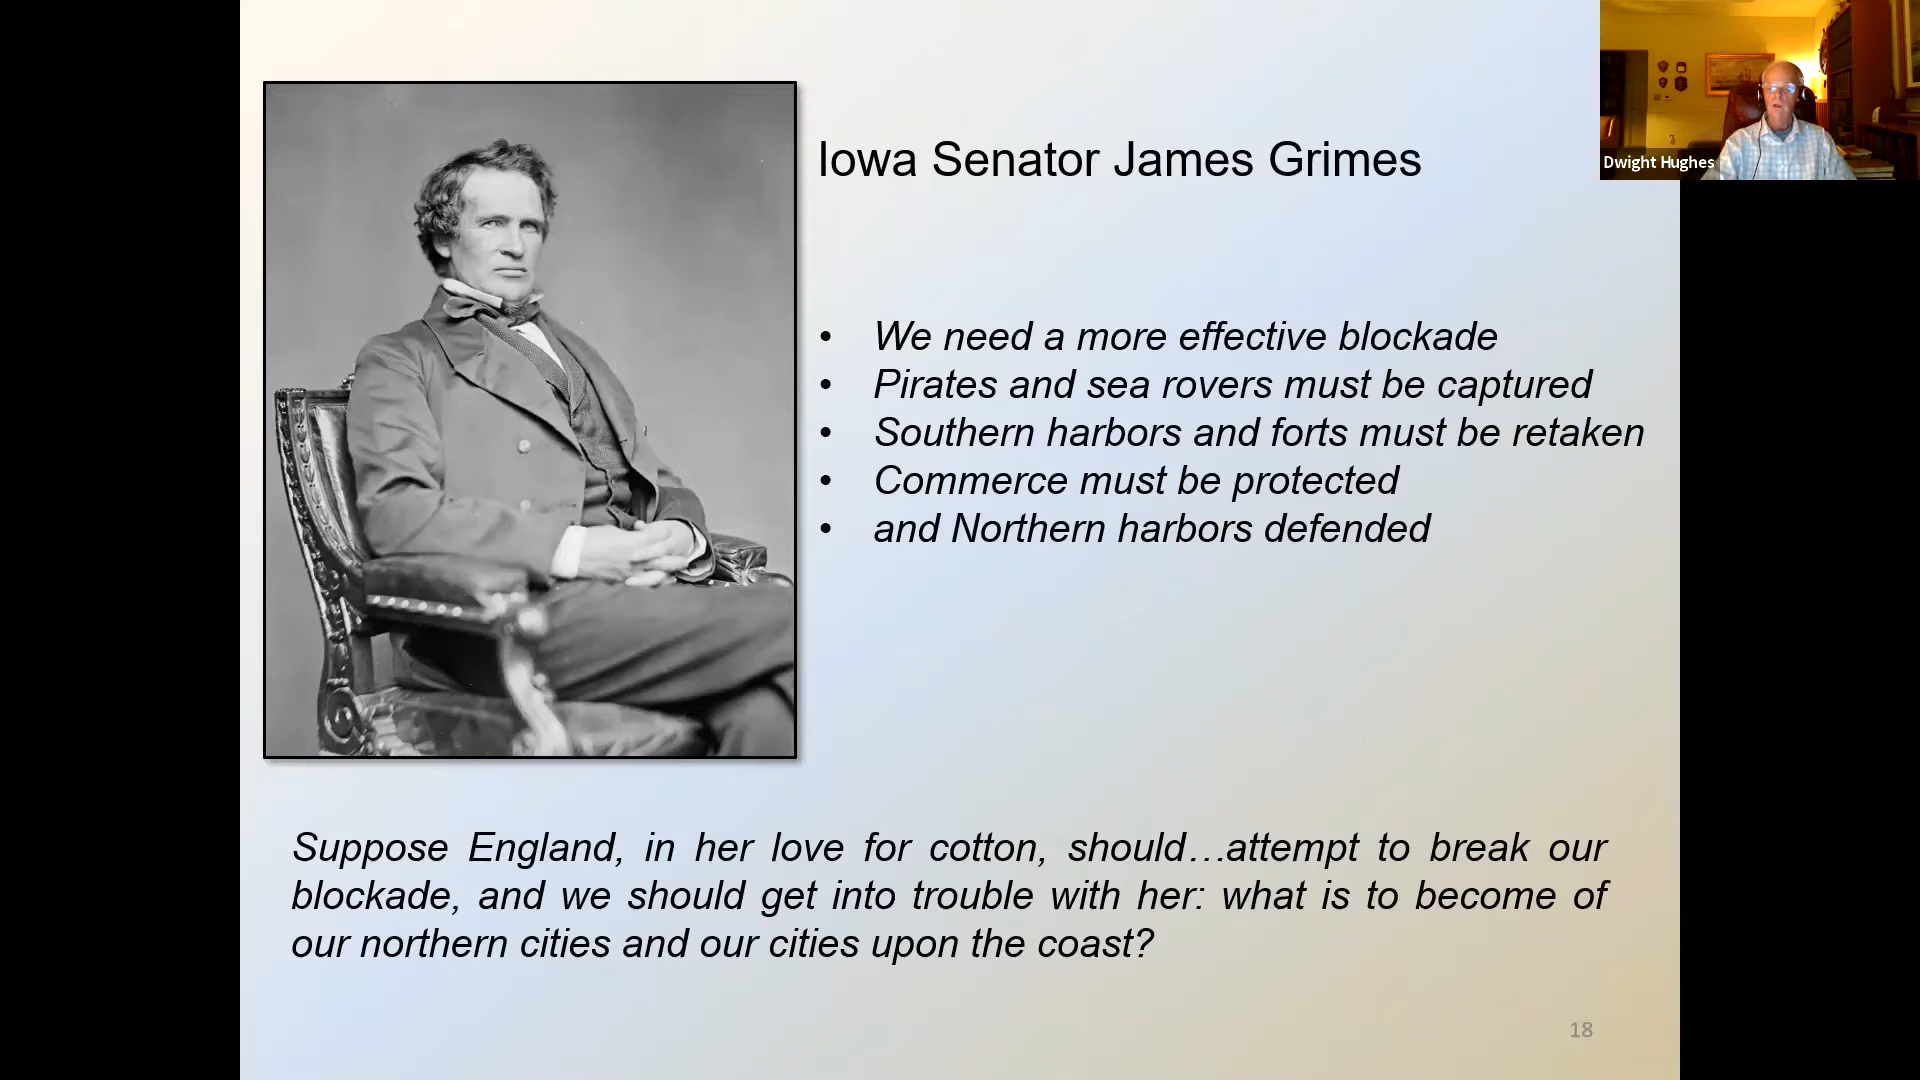 Iowa Senator James Grimes
Dwight Hughes
• We need a more effective blockade
• Pirates and sea rovers must be captured
• Southern harbors and forts must be retaken
• Commerce must be protected
• and Northern harbors defended
Suppose England, in her love for cotton, should…attempt to break our
blockade, and we should get into trouble with her: what is to become of
our northern cities and our cities upon the coast?
18